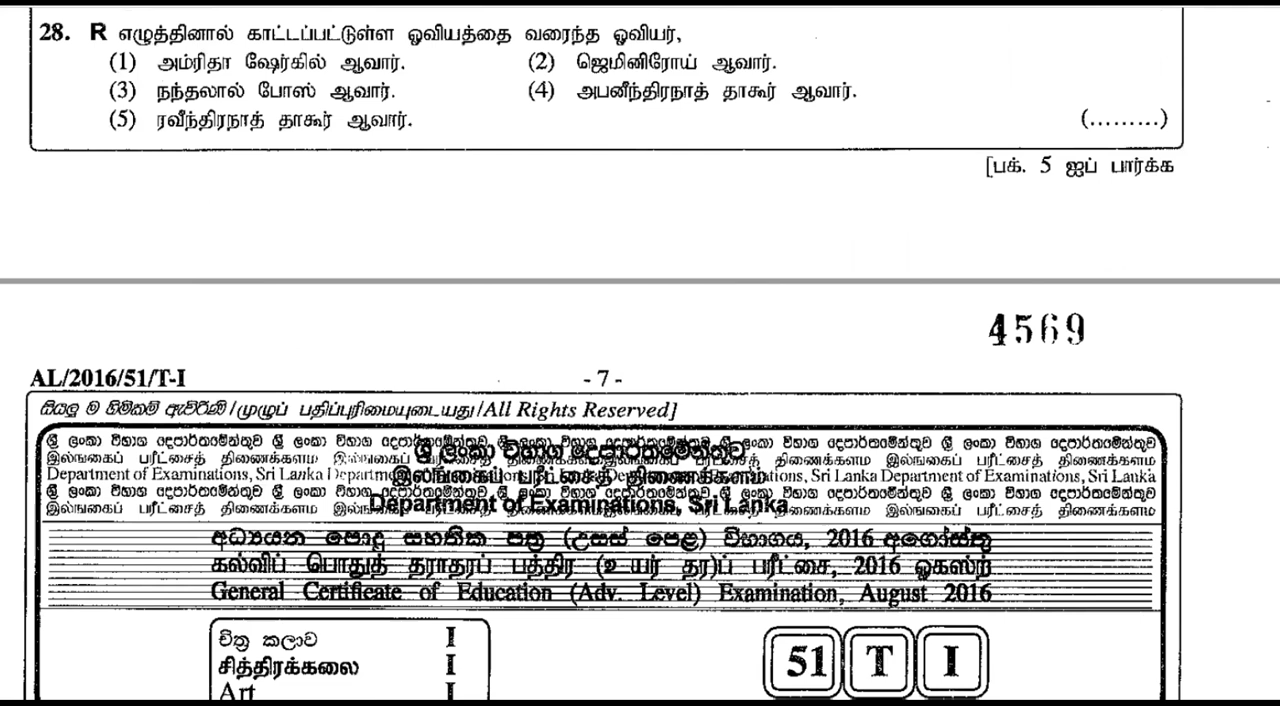 28. R எழுத்தினால் காட்டப்பட்டுள்ள ஓவியத்தை வரைந்த ஓவியர்,
(1) அம்ரிதா ஷேர்கில் ஆவார். (2) ஜெமினிரோய் ஆவார்.
(3) நந்தலால் போஸ் ஆவார். (4) அபனீந்திரநாத் தாகூர் ஆவார்.
(5) ரவீந்திரநாத் தாகூர் ஆவார். (.........)
[பக். 5 ஐப் பார்க்க
4569
AL/2016/51/T-I - 7 -
සියලු ම හිමිකම් ඇවිරිණි/முழுப் பதிப்புரிமையுடையது/All Rights Reserved]
ශ්‍රී ලංකා විභාග දෙපාර්තමේන්තුව
இலங்கைப் பரீட்சைத் திணைக்களம்
Department of Examinations, Sri Lanka
අධ්‍යයන පොදු සහතික පත්‍ර (උසස් පෙළ) විභාගය, 2016 අගෝස්තු
கல்விப் பொதுத் தராதரப் பத்திர (உயர் தர)ப் பரீட்சை, 2016 ஓகஸ்ற்
General Certificate of Education (Adv. Level) Examination, August 2016
චිත්‍ර කලාව I
சித்திரக்கலை I
Art I
51 T I